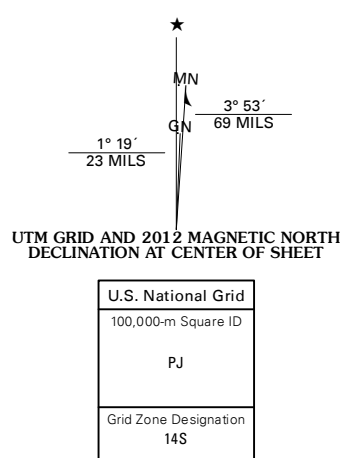 ★
MN
GN
3° 53´
69 MILS
1° 19´
23 MILS
UTM GRID AND 2012 MAGNETIC NORTH
DECLINATION AT CENTER OF SHEET
U.S. National Grid
100,000-m Square ID
PJ
Grid Zone Designation
14S